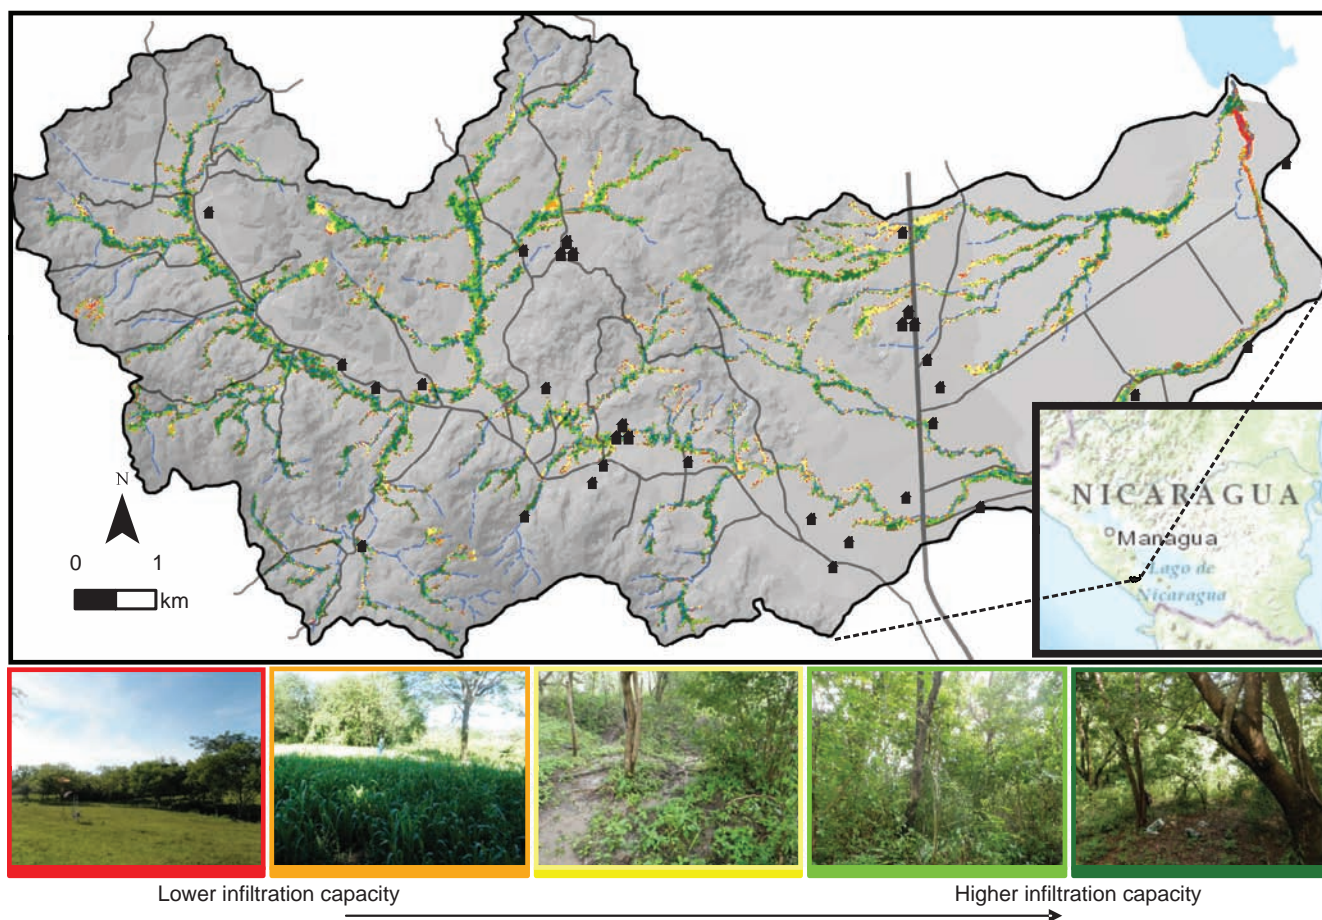 N
0 1
km
NICARAGUA
Managua
Lago de
Nicaragua
Lower infiltration capacity
Higher infiltration capacity